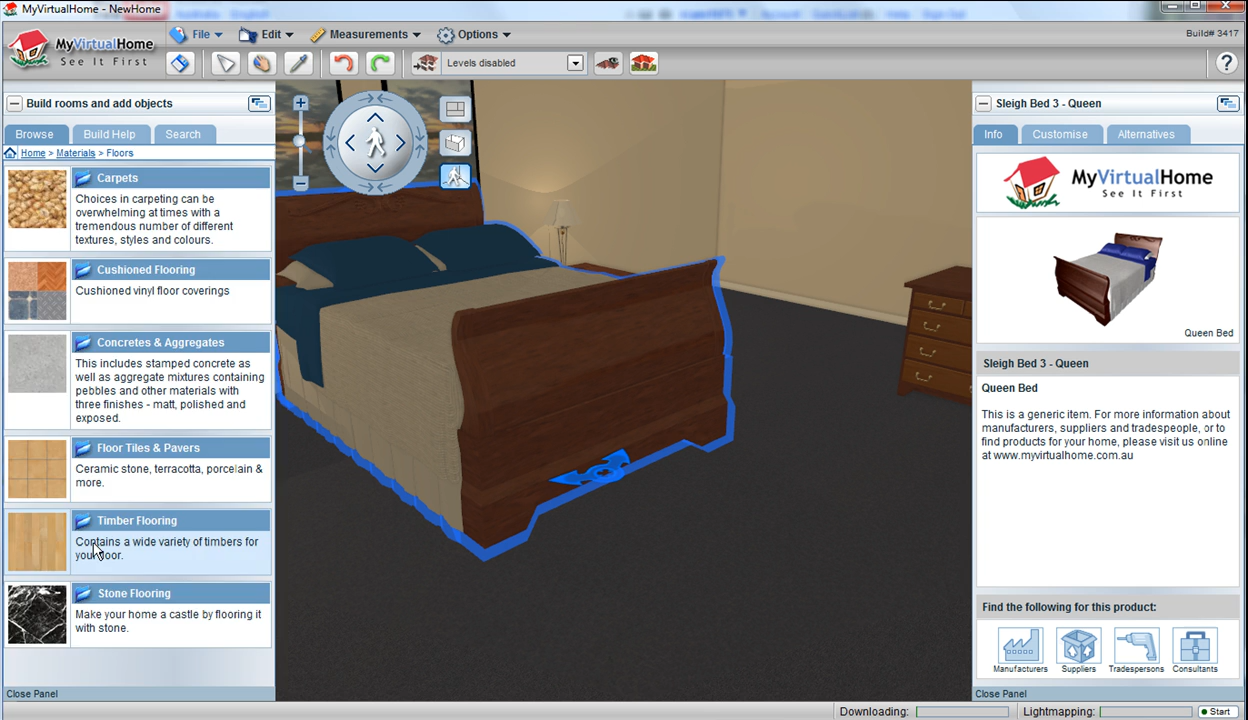 MyVirtualHome - NewHome
MyVirtualHome
See It First
File
Edit
Measurements
Options
Build# 3417
Levels disabled
?
Build rooms and add objects
Browse
Build Help
Search
Home > Materials > Floors
Carpets
Choices in carpeting can be
overwhelming at times with a
tremendous number of different
textures, styles and colours.
Cushioned Flooring
Cushioned vinyl floor coverings
Concretes & Aggregates
This includes stamped concrete as
well as aggregate mixtures containing
pebbles and other materials with
three finishes - matt, polished and
exposed.
Floor Tiles & Pavers
Ceramic stone, terracotta, porcelain &
more.
Timber Flooring
Contains a wide variety of timbers for
your floor.
Stone Flooring
Make your home a castle by flooring it
with stone.
Close Panel
Sleigh Bed 3 - Queen
Info
Customise
Alternatives
MyVirtualHome
See It First
Queen Bed
Sleigh Bed 3 - Queen
Queen Bed
This is a generic item. For more information about
manufacturers, suppliers and tradespeople, or to
find products for your home, please visit us online
at www.myvirtualhome.com.au
Find the following for this product:
Manufacturers
Suppliers
Tradespersons
Consultants
Close Panel
Downloading:
Lightmapping:
Start